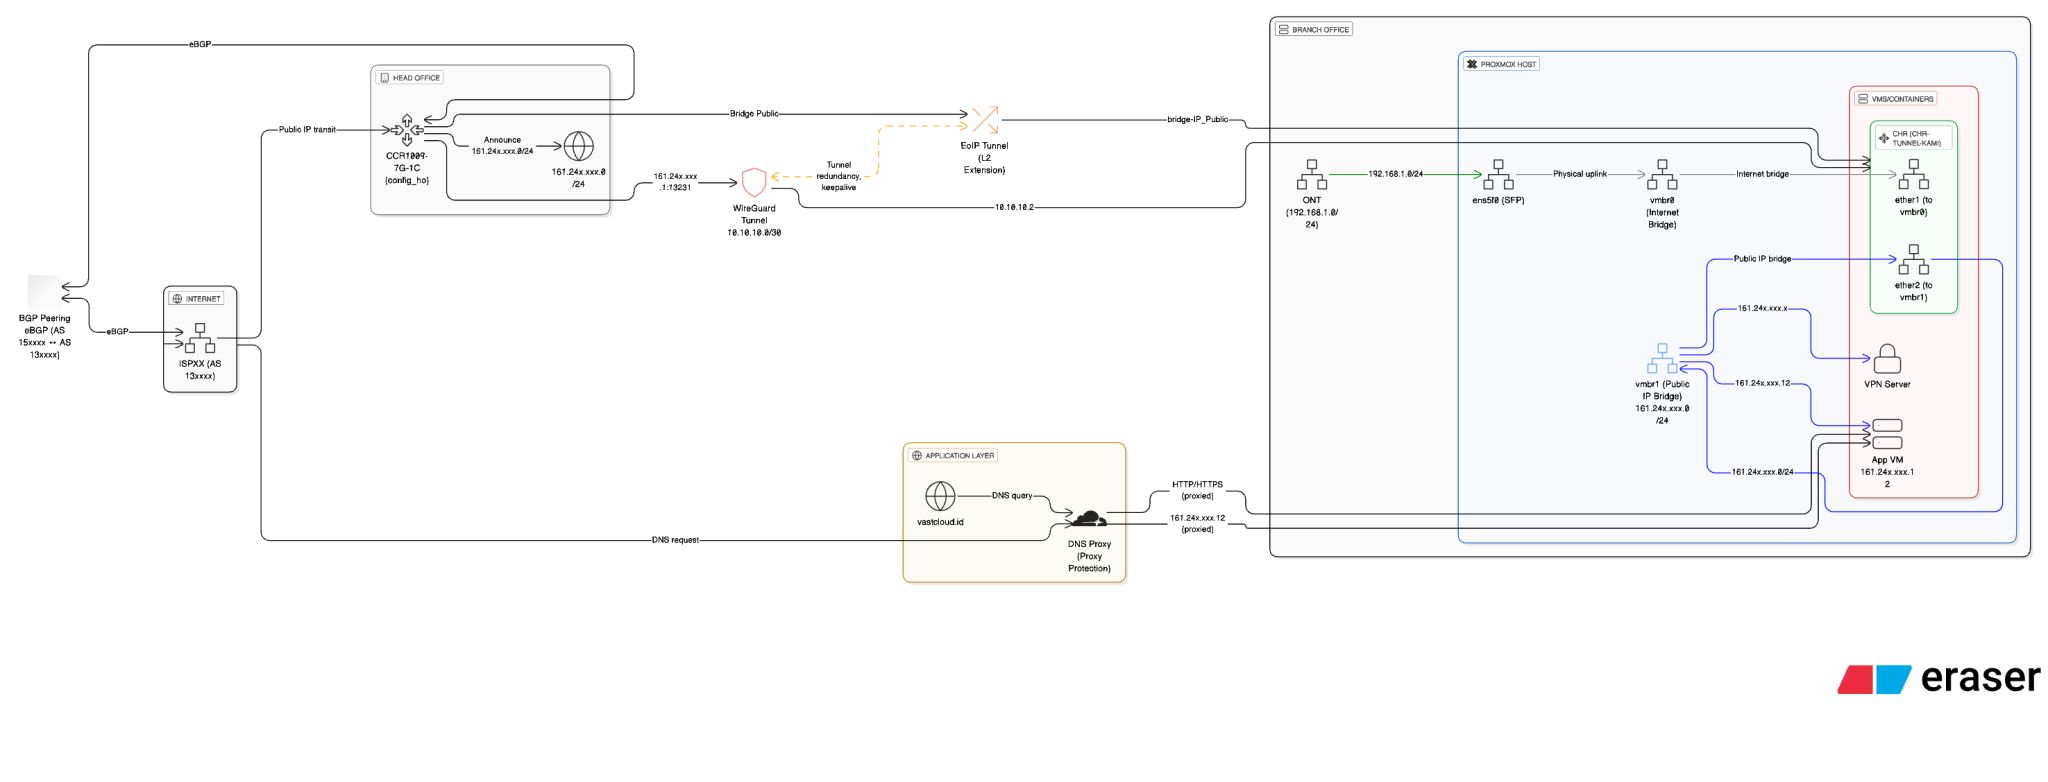 BRANCH OFFICE
eBGP
PROXMOX HOST
HEAD OFFICE
VMS/CONTAINERS
Bridge Public
bridge-IP_Public
Public IP transit
CHR (CHR-
TUNNEL-KAMI)
Announce
161.24x.xxx.0/24
CCR1009-
7G-1C
(config_ho)
161.24x.xxx.0
/24
EoIP Tunnel
(L2
Extension)
Tunnel
redundancy,
keepalive
161.24x.xxx
.1:13231
WireGuard
Tunnel
10.10.10.0/30
10.10.10.2
192.168.1.0/24
Physical uplink
Internet bridge
ONT
(192.168.1.0/
24)
ens5f0 (SFP)
vmbr0
(Internet
Bridge)
ether1 (to
vmbr0)
Public IP bridge
ether2 (to
vmbr1)
BGP Peering
eBGP (AS
15xxxx ↔ AS
13xxxx)
eBGP
INTERNET
ISPXX (AS
13xxxx)
161.24x.xxx.x
vmbr1 (Public
IP Bridge)
161.24x.xxx.0
/24
161.24x.xxx.12
VPN Server
161.24x.xxx.0/24
App VM
161.24x.xxx.1
2
APPLICATION LAYER
DNS query
vastcloud.id
HTTP/HTTPS
(proxied)
161.24x.xxx.12
(proxied)
DNS request
DNS Proxy
(Proxy
Protection)
eraser